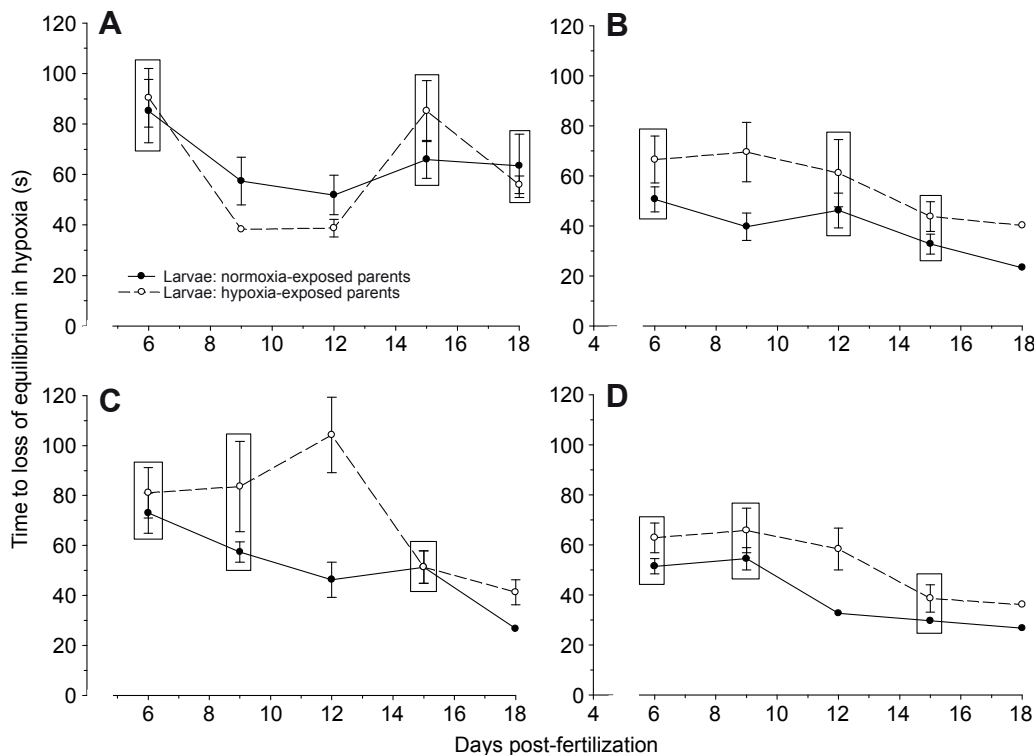 A
B
120
100
80
60
40
20
0
Larvae: normoxia-exposed parents
Larvae: hypoxia-exposed parents
6 8 10 12 14 16 18
120
100
80
60
40
20
0
4 6 8 10 12 14 16 18
Time to loss of equilibrium in hypoxia (s)
C
D
120
100
80
60
40
20
0
6 8 10 12 14 16 18
120
100
80
60
40
20
0
4 6 8 10 12 14 16 18
Days post-fertilization